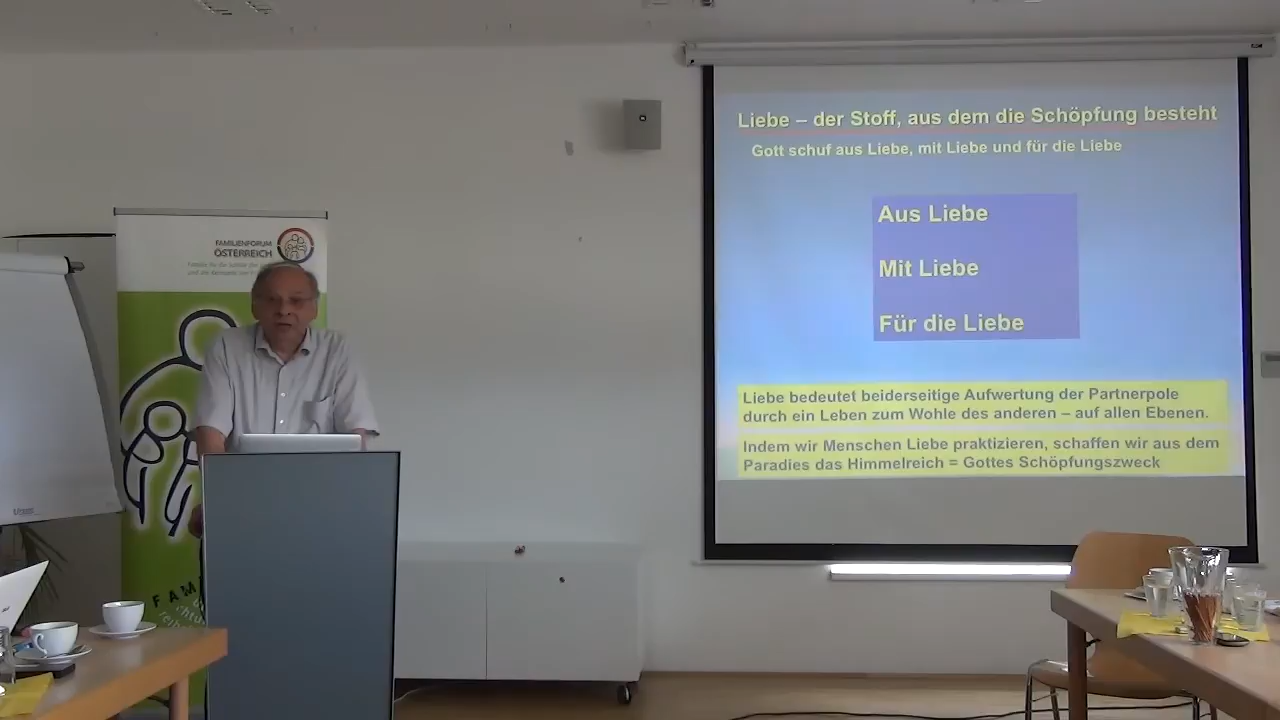 Liebe – der Stoff, aus dem die Schöpfung besteht
Gott schuf aus Liebe, mit Liebe und für die Liebe
Aus Liebe
Mit Liebe
Für die Liebe
Liebe bedeutet beiderseitige Aufwertung der Partnerpole
durch ein Leben zum Wohle des anderen – auf allen Ebenen.
Indem wir Menschen Liebe praktizieren, schaffen wir aus dem
Paradies das Himmelreich = Gottes Schöpfungszweck
FAMILIENFORUM
ÖSTERREICH